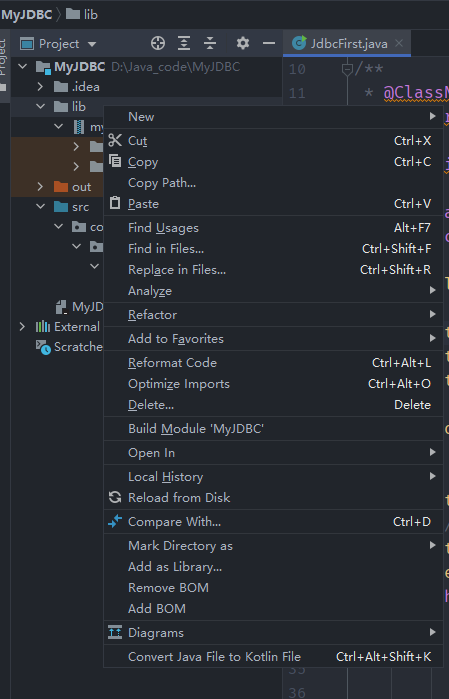 MyJDBC lib
Project
Project
JdbcFirst.java
MyJDBC D:\Java_code\MyJDBC
10 /**
.idea
11 * @ClassN
lib
my
out
src
co
MyJD
External
Scratche
New
Cut Ctrl+X
Copy Ctrl+C
Copy Path...
Paste Ctrl+V
Find Usages Alt+F7
Find in Files... Ctrl+Shift+F
Replace in Files... Ctrl+Shift+R
Analyze
Refactor
Add to Favorites
Reformat Code Ctrl+Alt+L
Optimize Imports Ctrl+Alt+O
Delete... Delete
Build Module 'MyJDBC'
Open In
Local History
Reload from Disk
Compare With... Ctrl+D
Mark Directory as
Add as Library...
Remove BOM
Add BOM
Diagrams
Convert Java File to Kotlin File Ctrl+Alt+Shift+K
36